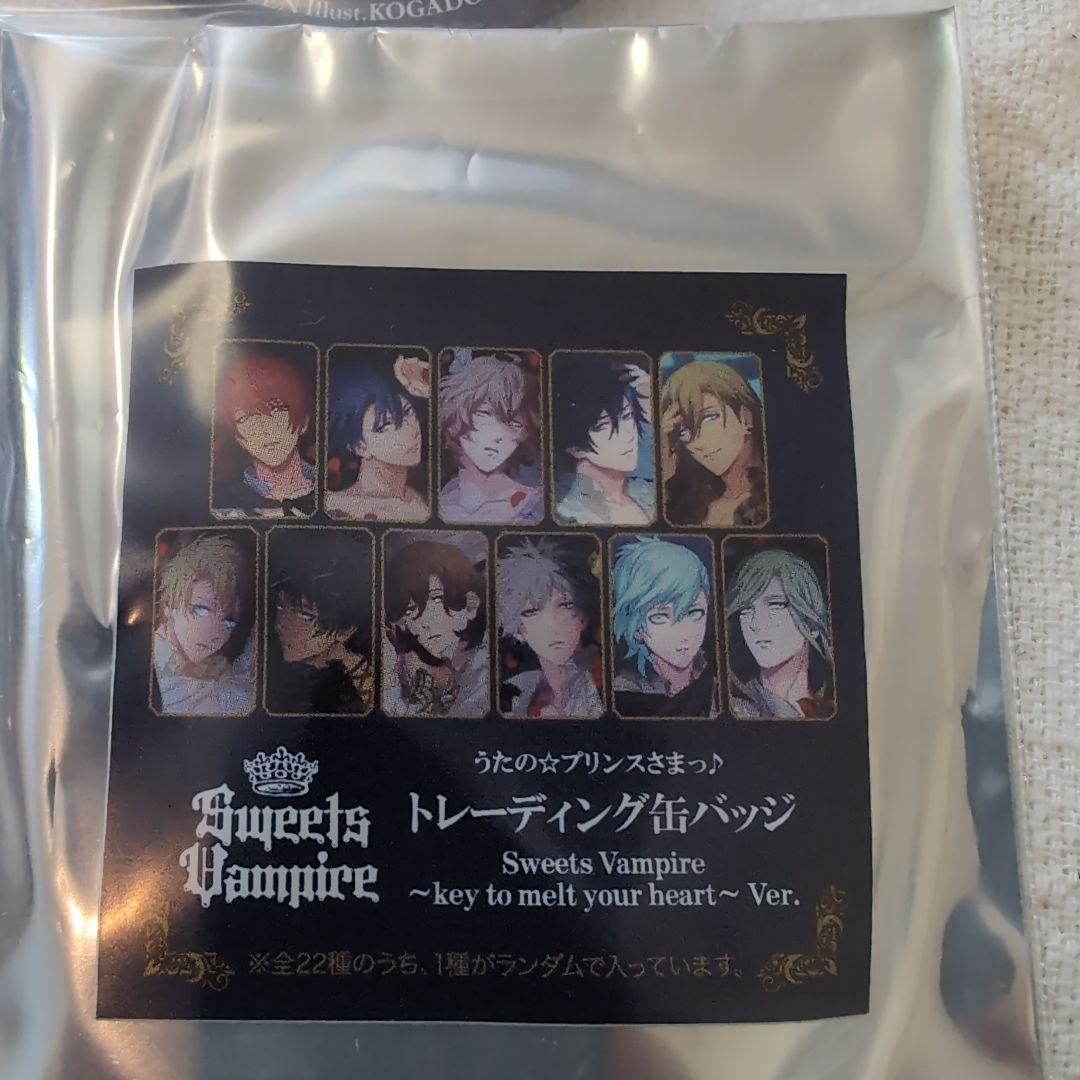 Illust.KOGADO
Sweets
Vampire
うたの☆プリンスさまっ♪
トレーディング缶バッジ
Sweets Vampire
～key to melt your heart～ Ver.
※全22種のうち、1種がランダムで入っています。